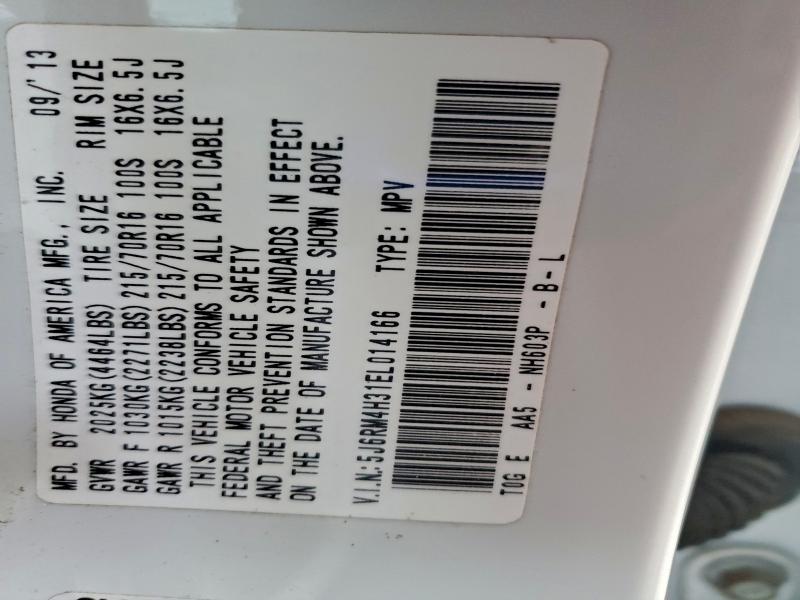 MFD. BY HONDA OF AMERICA MFG., INC. 09/'13
GVWR 2025KG(4464LBS) TIRE SIZE RIM SIZE
GAWR F 1030KG(2271LBS) 215/70R16 100S 16X6.5J
GAWR R 1015KG(2238LBS) 215/70R16 100S 16X6.5J
THIS VEHICLE CONFORMS TO ALL APPLICABLE
FEDERAL MOTOR VEHICLE SAFETY
AND THEFT PREVENTION STANDARDS IN EFFECT
ON THE DATE OF MANUFACTURE SHOWN ABOVE.
V.I.N.: 5J6RM4H31EL014166 TYPE: MPV
T0G E AA5 - NH603P - B - L